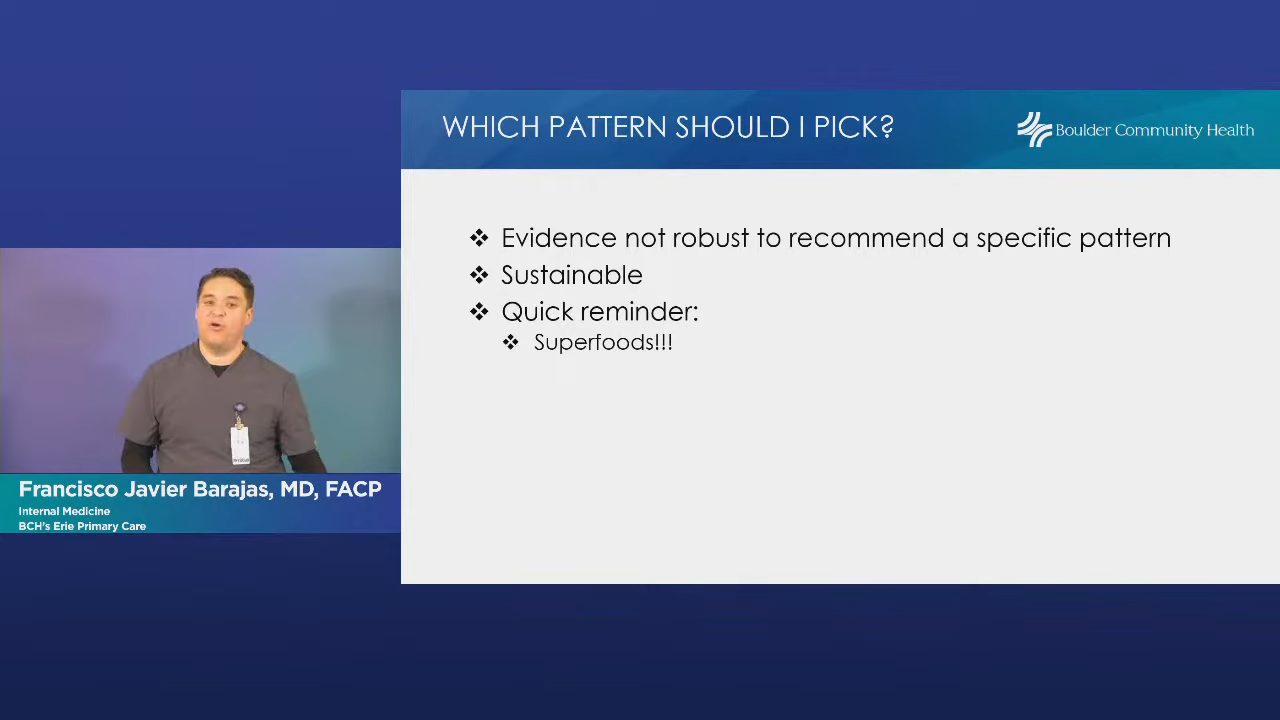 WHICH PATTERN SHOULD I PICK?
Boulder Community Health
❖ Evidence not robust to recommend a specific pattern
❖ Sustainable
❖ Quick reminder:
❖ Superfoods!!!
Francisco Javier Barajas, MD, FACP
Internal Medicine
BCH's Erie Primary Care